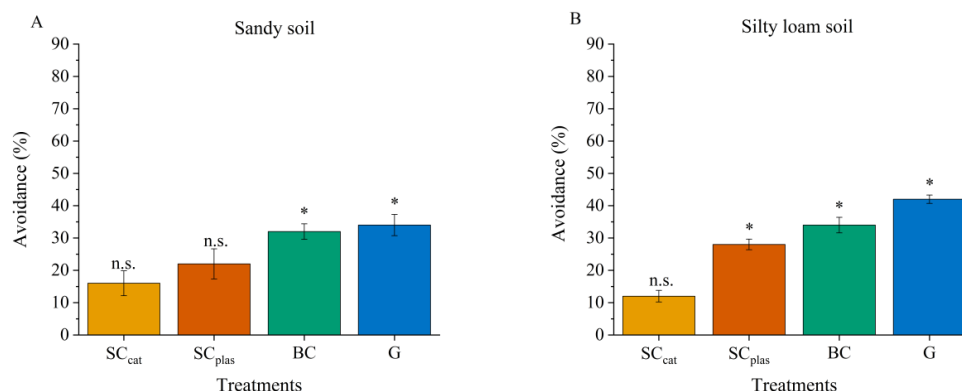 A
Sandy soil
90
80
70
60
50
40
30
20
10
0
Avoidance (%)
n.s.
n.s.
*
*
SCcat
SCplas
BC
G
Treatments
B
Silty loam soil
90
80
70
60
50
40
30
20
10
0
Avoidance (%)
n.s.
*
*
*
SCcat
SCplas
BC
G
Treatments